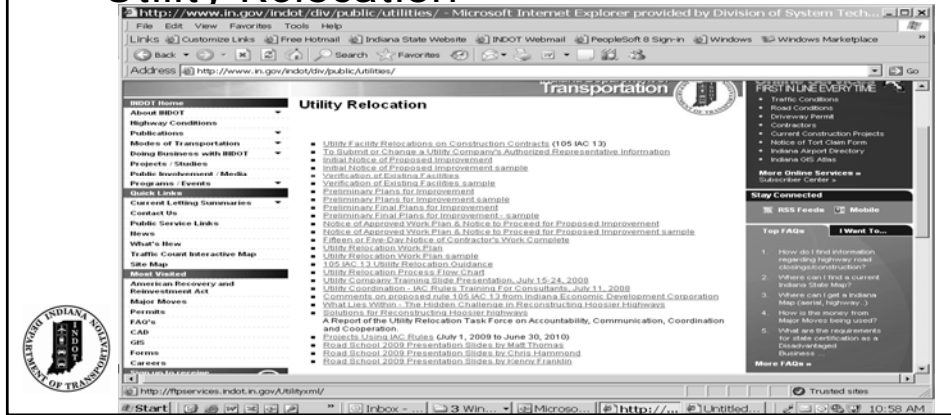 Utility Relocation
http://www.in.gov/indot/div/public/utilities/ - Microsoft Internet Explorer provided by Division of System Tech...
File Edit View Favorites Tools Help
Links Customize Links Free Hotmail Indiana State Website INDOT Webmail PeopleSoft 8 Sign-in Windows Windows Marketplace
Back Search Favorites
Address http://www.in.gov/indot/div/public/utilities/ Go
Transportation
INDOT Home
About INDOT
Highway Conditions
Publications
Modes of Transportation
Doing Business with INDOT
Projects / Studies
Public Involvement / Media
Programs / Events
Quick Links
Current Letting Summaries
Contact Us
Public Service Links
News
What's New
Traffic Count Interactive Map
Site Map
Most Visited
American Recovery and
Reinvestment Act
Major Moves
Permits
FAQ's
CAD
GIS
Forms
Careers
Sign up to receive
Utility Relocation
Utility Facility Relocations on Construction Contracts (105 IAC 13)
To Submit or Change a Utility Company's Authorized Representative Information
Initial Notice of Proposed Improvement
Initial Notice of Proposed Improvement sample
Verification of Existing Facilities
Verification of Existing Facilities sample
Preliminary Plans for Improvement
Preliminary Plans for Improvement sample
Preliminary Final Plans for Improvement
Preliminary Final Plans for Improvement - sample
Notice of Approved Work Plan & Notice to Proceed for Proposed Improvement
Notice of Approved Work Plan & Notice to Proceed for Proposed Improvement sample
Fifteen or Five-Day Notice of Contractor's Work Complete
Utility Relocation Work Plan
Utility Relocation Work Plan sample
105 IAC 13 Utility Relocation Guidance
Utility Relocation Process Flow Chart
Utility Company Training Slide Presentation, July 15-24, 2008
Utility Coordination - IAC Rules Training For Consultants, July 11, 2008
Comments on proposed rule 105 IAC 13 from Indiana Economic Development Corporation
What Lies Within - The Hidden Challenge in Reconstructing Hoosier Highways
Solutions for Reconstructing Hoosier highways
A Report of the Utility Relocation Task Force on Accountability, Communication, Coordination
and Cooperation.
Projects Using IAC Rules (July 1, 2009 to June 30, 2010)
Road School 2009 Presentation Slides by Matt Thomas
Road School 2009 Presentation Slides by Chris Hammond
Road School 2009 Presentation Slides by Kenny Franklin
FIRST IN LINE EVERY TIME
Traffic Conditions
Road Conditions
Driveway Permit
Contractors
Current Construction Projects
Notice of Tort Claim Form
Indiana Airport Directory
Indiana GIS Atlas
More Online Services »
Subscriber Center »
Stay Connected
RSS Feeds Mobile
Top FAQs I Want To...
1. How do I find information
regarding highway road
closings/construction?
2. Where can I find a current
Indiana State Map?
3. Where can I get a Indiana
Map (aerial, highway..)
4. How is the money from
Major Moves being used?
5. What are the requirements
for state certification as a
Disadvantaged
Business ...
More FAQs »
INDIANA DEPARTMENT OF TRANSPORTATION
INDOT
http://ftpservices.indot.in.gov/Utilityxml/ Trusted sites
Start Inbox - ... 3 Win... Microso... http://... Untitled... 10:58 AM